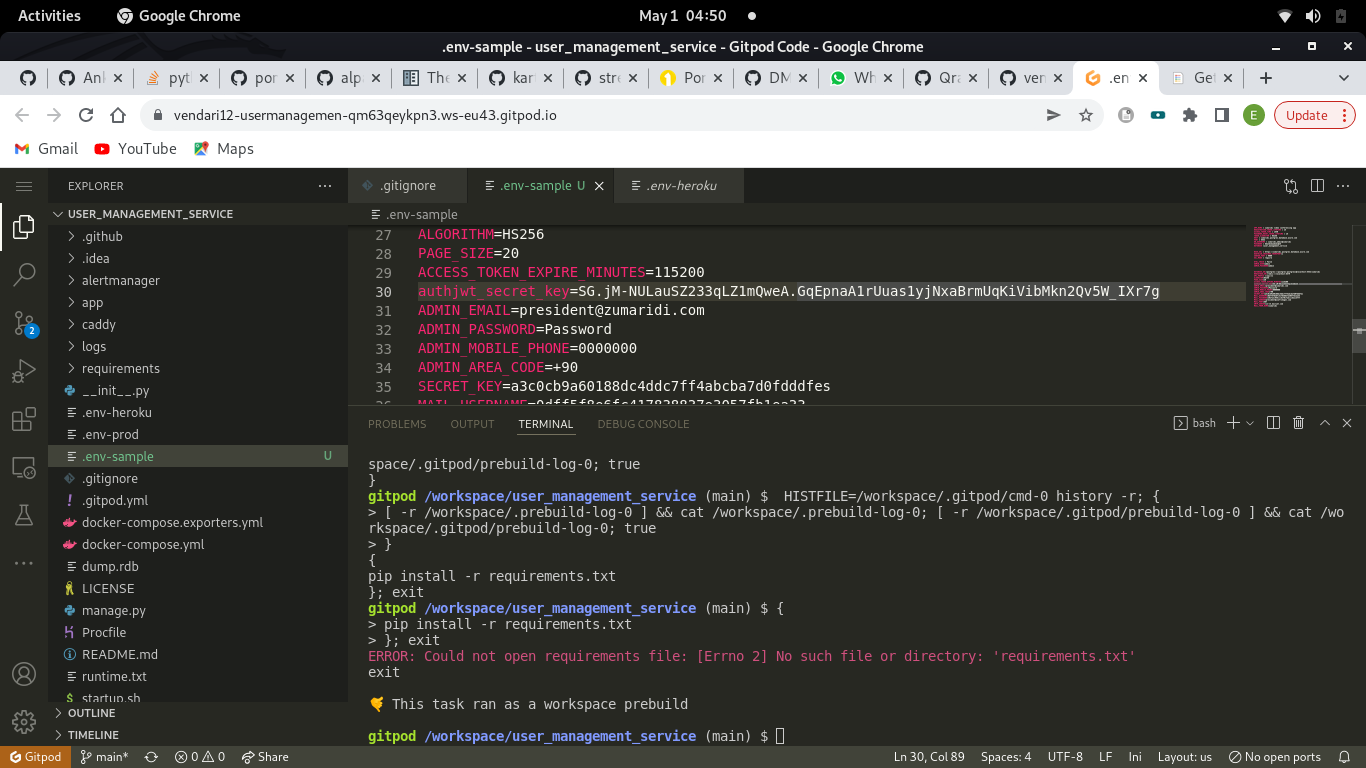 Activities
Google Chrome
May 1 04:50
.env-sample - user_management_service - Gitpod Code - Google Chrome
Ank
pyth
por
alpa
The
kari
stre
Por
DM
Wh
Qra
ven
.en
Get
vendari12-usermanagemen-qm63qeykpn3.ws-eu43.gitpod.io
E
Update
Gmail
YouTube
Maps
EXPLORER
USER_MANAGEMENT_SERVICE
.github
.idea
alertmanager
app
caddy
logs
requirements
__init__.py
.env-heroku
.env-prod
.env-sample U
.gitignore
.gitpod.yml
docker-compose.exporters.yml
docker-compose.yml
dump.rdb
LICENSE
manage.py
Procfile
README.md
runtime.txt
startup.sh
OUTLINE
TIMELINE
2
.gitignore
.env-sample U
.env-heroku
.env-sample
27 ALGORITHM=HS256
28 PAGE_SIZE=20
29 ACCESS_TOKEN_EXPIRE_MINUTES=115200
30 authjwt_secret_key=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
31 ADMIN_EMAIL=president@zumaridi.com
32 ADMIN_PASSWORD=Password
33 ADMIN_MOBILE_PHONE=0000000
34 ADMIN_AREA_CODE=+90
35 SECRET_KEY=a3c0cb9a60188dc4ddc7ff4abcba7d0fdddfes
PROBLEMS
OUTPUT
TERMINAL
DEBUG CONSOLE
bash
space/.gitpod/prebuild-log-0; true
}
gitpod /workspace/user_management_service (main) $  HISTFILE=/workspace/.gitpod/cmd-0 history -r; {
> [ -r /workspace/.prebuild-log-0 ] && cat /workspace/.prebuild-log-0; [ -r /workspace/.gitpod/prebuild-log-0 ] && cat /wo
rkspace/.gitpod/prebuild-log-0; true
> }
{
pip install -r requirements.txt
}; exit
gitpod /workspace/user_management_service (main) $ {
> pip install -r requirements.txt
> }; exit
ERROR: Could not open requirements file: [Errno 2] No such file or directory: 'requirements.txt'
exit
🤙 This task ran as a workspace prebuild
gitpod /workspace/user_management_service (main) $
Gitpod
main*
0
0
Share
Ln 30, Col 89
Spaces: 4
UTF-8
LF
Ini
Layout: us
No open ports